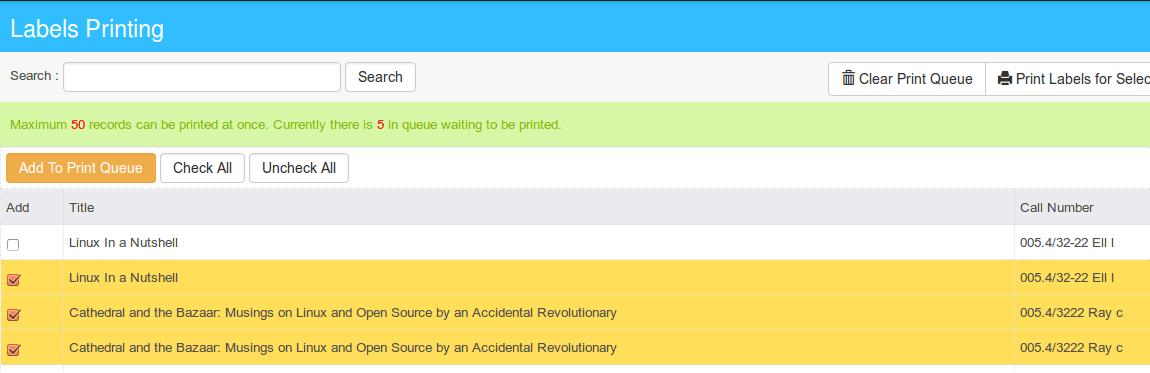 Labels Printing
Search :
Search
Clear Print Queue
Print Labels for Selec
Maximum 50 records can be printed at once. Currently there is 5 in queue waiting to be printed.
Add To Print Queue
Check All
Uncheck All
Add Title Call Number
Linux In a Nutshell 005.4/32-22 Ell l
Linux In a Nutshell 005.4/32-22 Ell l
Cathedral and the Bazaar: Musings on Linux and Open Source by an Accidental Revolutionary 005.4/3222 Ray c
Cathedral and the Bazaar: Musings on Linux and Open Source by an Accidental Revolutionary 005.4/3222 Ray c